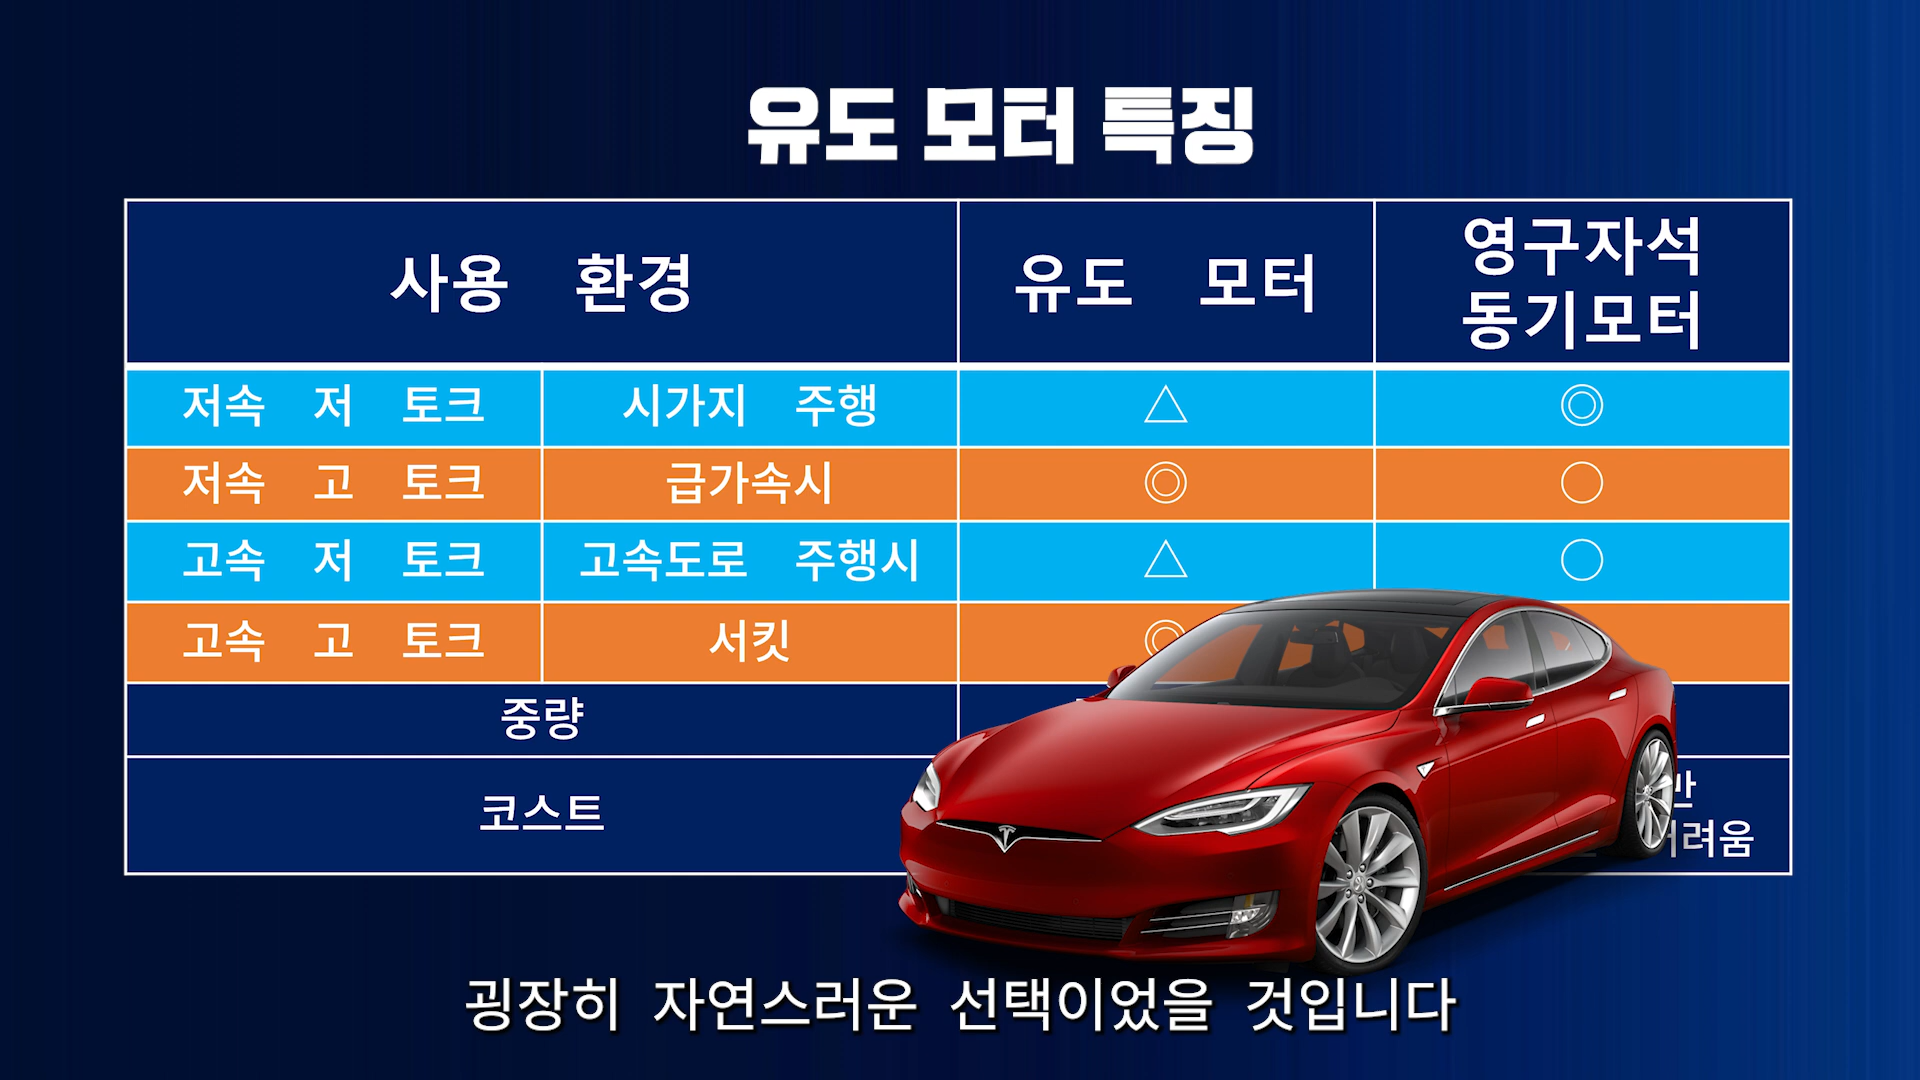 유도 모터 특징
사용 환경 유도 모터 영구자석
동기모터
저속 저 토크 시가지 주행 △ ◎
저속 고 토크 급가속시 ◎ ○
고속 저 토크 고속도로 주행시 △ ○
고속 고 토크 서킷 ◎
중량
코스트
굉장히 자연스러운 선택이었을 것입니다